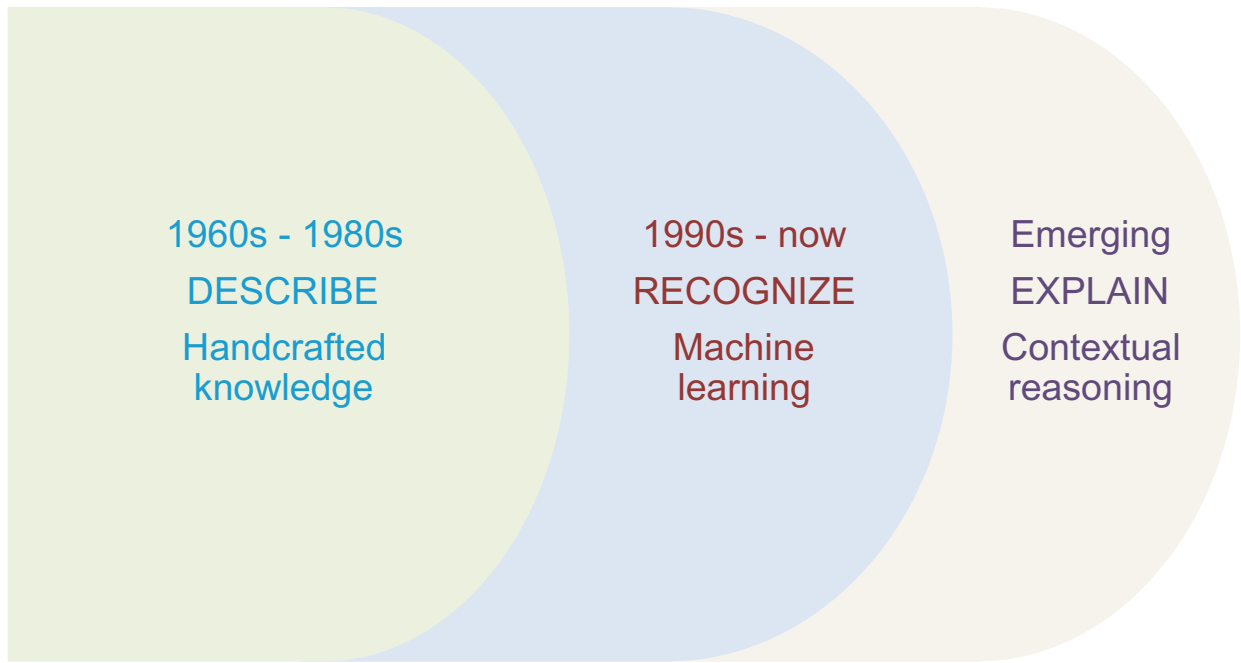 1960s - 1980s
DESCRIBE
Handcrafted
knowledge
1990s - now
RECOGNIZE
Machine
learning
Emerging
EXPLAIN
Contextual
reasoning